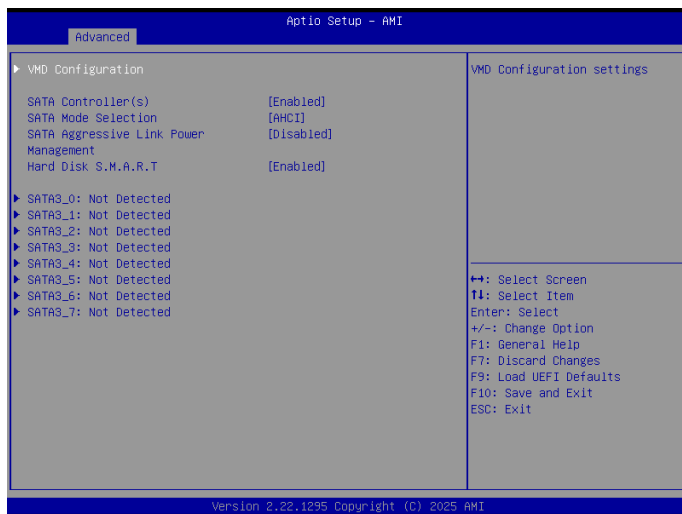 Aptio Setup – AMI
Advanced
VMD Configuration
SATA Controller(s) [Enabled]
SATA Mode Selection [AHCI]
SATA Aggressive Link Power [Disabled]
Management
Hard Disk S.M.A.R.T [Enabled]
SATA3_0: Not Detected
SATA3_1: Not Detected
SATA3_2: Not Detected
SATA3_3: Not Detected
SATA3_4: Not Detected
SATA3_5: Not Detected
SATA3_6: Not Detected
SATA3_7: Not Detected
VMD Configuration settings
↔: Select Screen
↑↓: Select Item
Enter: Select
+/-: Change Option
F1: General Help
F7: Discard Changes
F9: Load UEFI Defaults
F10: Save and Exit
ESC: Exit
Version 2.22.1295 Copyright (C) 2025 AMI